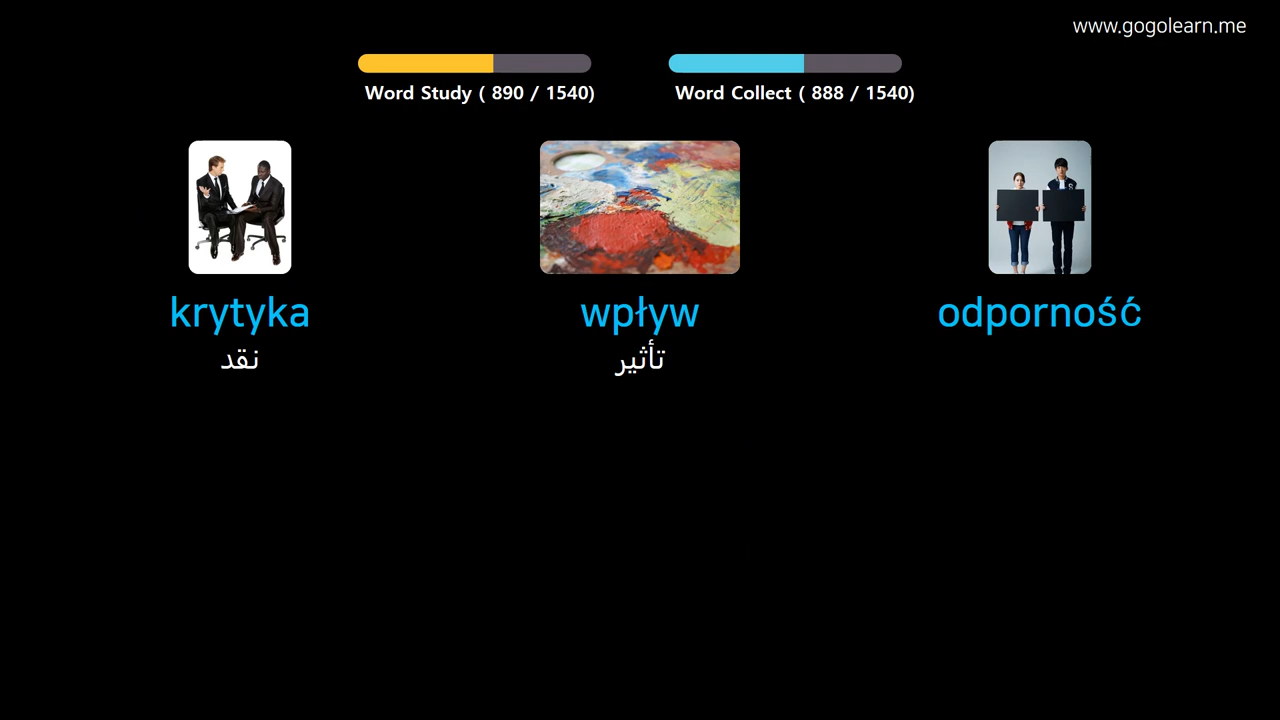 www.gogolearn.me
Word Study ( 890 / 1540)
Word Collect ( 888 / 1540)
krytyka
wpływ
odporność
نقد
تأثير